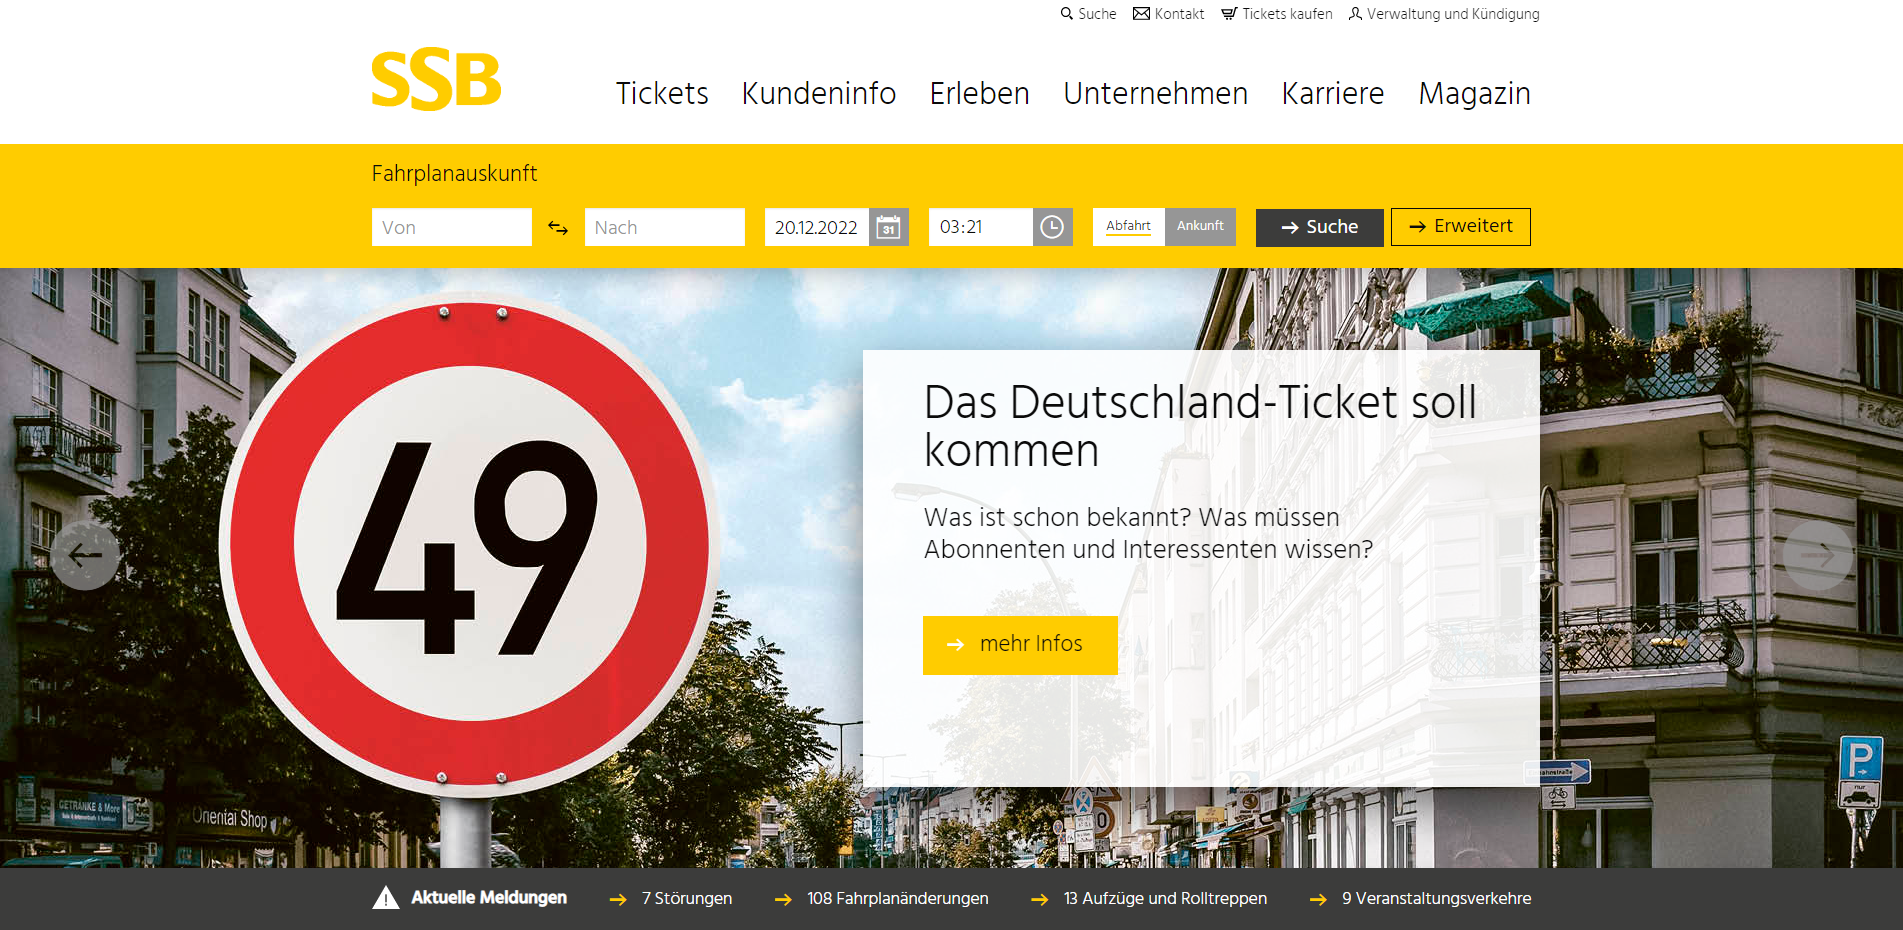 Suche Kontakt Tickets kaufen Verwaltung und Kündigung
SSB
Tickets Kundeninfo Erleben Unternehmen Karriere Magazin
Fahrplanauskunft
Von Nach 20.12.2022 31 03:21 Abfahrt Ankunft Suche Erweitert
49
Das Deutschland-Ticket soll
kommen
Was ist schon bekannt? Was müssen
Abonnenten und Interessenten wissen?
mehr Infos
P
nur
GETRÄNKE & More
Oriental Shop
Aktuelle Meldungen 7 Störungen 108 Fahrplanänderungen 13 Aufzüge und Rolltreppen 9 Veranstaltungsverkehre